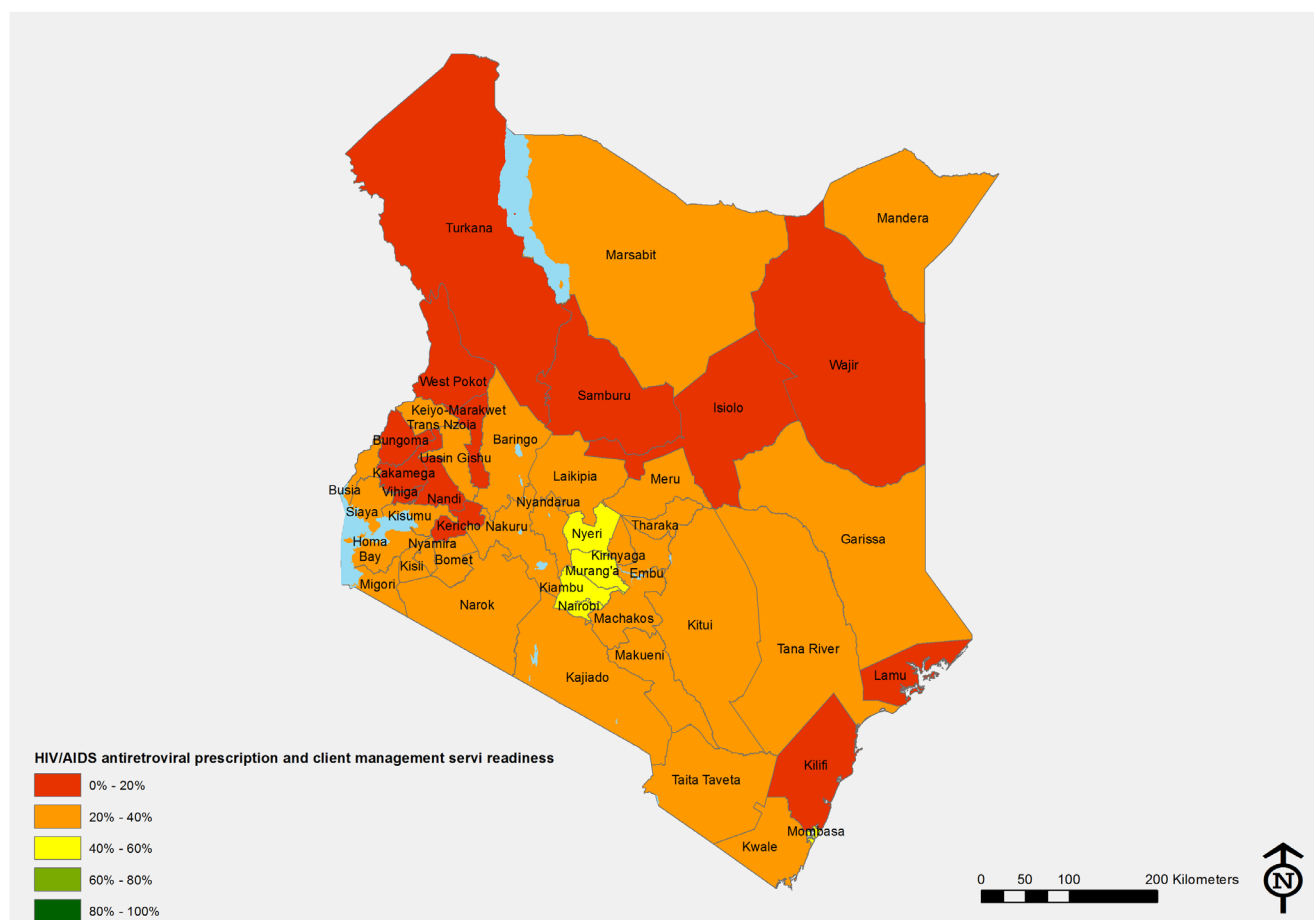 Turkana
Marsabit
Mandera
Wajir
West Pokot
Samburu
Isiolo
Keiyo-Marakwet
Trans Nzoia
Bungoma
Baringo
Uasin Gishu
Kakamega
Laikipia
Meru
Busia
Vihiga
Nandi
Nyandarua
Siaya
Kisumu
Kericho
Nakuru
Tharaka
Nyeri
Garissa
Homa
Bay
Nyamira
Kirinyaga
Bomet
Kisli
Murang'a
Embu
Migori
Kiambu
Narok
Nairobi
Machakos
Kitui
Tana River
Makueni
Kajiado
Lamu
Kilifi
Taita Taveta
Mombasa
Kwale
HIV/AIDS antiretroviral prescription and client management servi readiness
0% - 20%
20% - 40%
40% - 60%
60% - 80%
80% - 100%
0 50 100 200 Kilometers
N